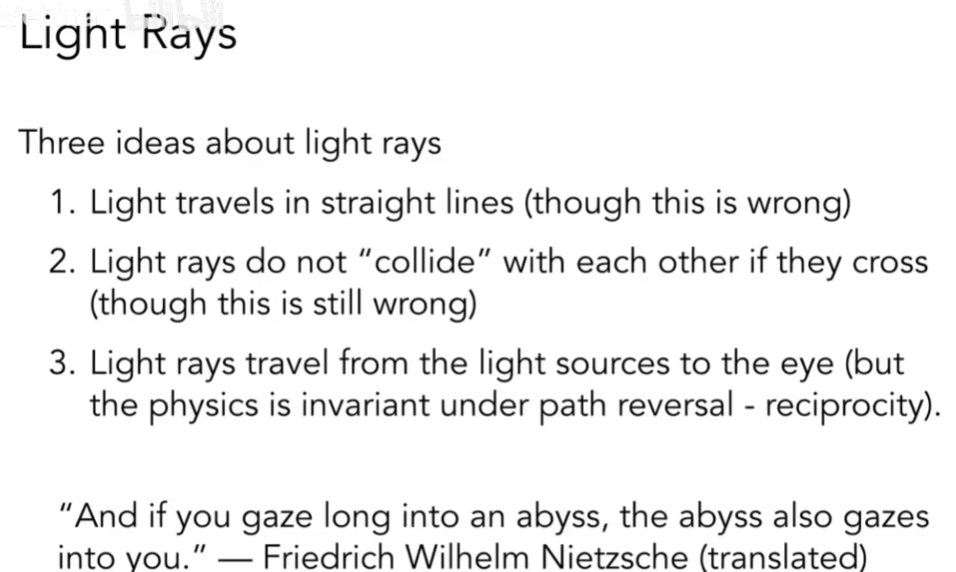 Light Rays
Three ideas about light rays
1. Light travels in straight lines (though this is wrong)
2. Light rays do not “collide” with each other if they cross
(though this is still wrong)
3. Light rays travel from the light sources to the eye (but
the physics is invariant under path reversal - reciprocity).
“And if you gaze long into an abyss, the abyss also gazes
into you.” — Friedrich Wilhelm Nietzsche (translated)